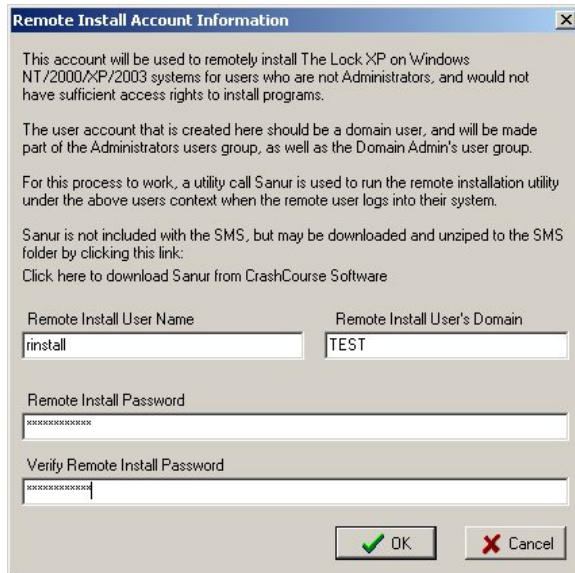 Remote Install Account Information
This account will be used to remotely install The Lock XP on Windows
NT/2000/XP/2003 systems for users who are not Administrators, and would not
have sufficient access rights to install programs.
The user account that is created here should be a domain user, and will be made
part of the Administrators users group, as well as the Domain Admin's user group.
For this process to work, a utility call Sanur is used to run the remote installation utility
under the above users context when the remote user logs into their system.
Sanur is not included with the SMS, but may be downloaded and unziped to the SMS
folder by clicking this link:
Click here to download Sanur from CrashCourse Software
Remote Install User Name
Remote Install User's Domain
rinstall
TEST
Remote Install Password
************
Verify Remote Install Password
************
OK
Cancel